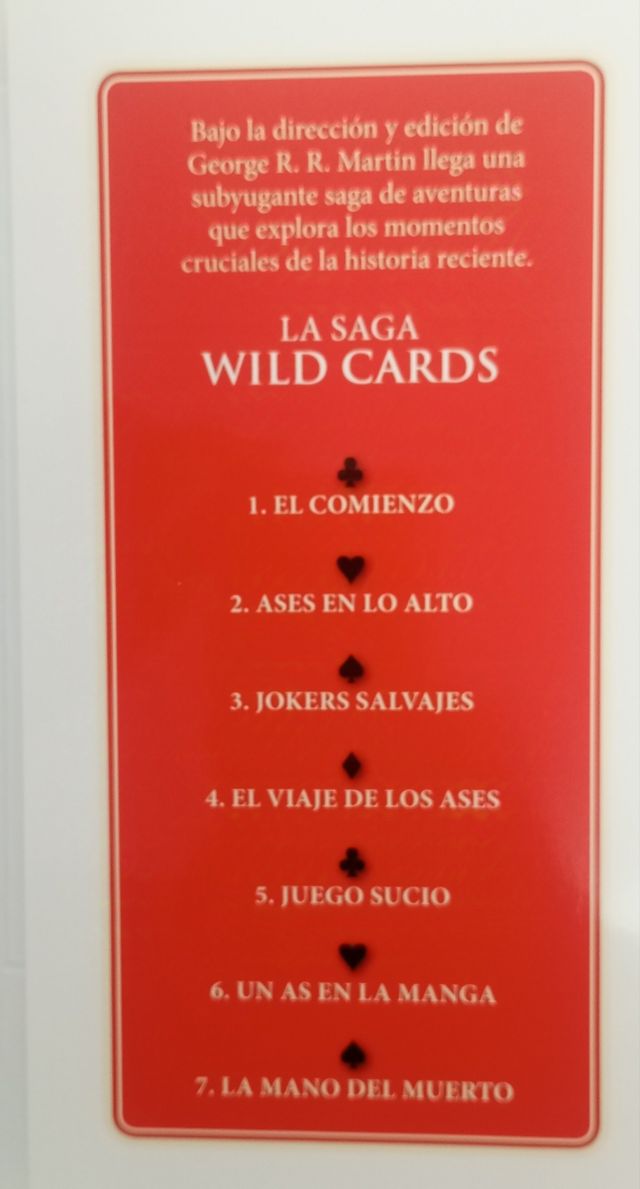 Bajo la dirección y edición de
George R. R. Martin llega una
subyugante saga de aventuras
que explora los momentos
cruciales de la historia reciente.
LA SAGA
WILD CARDS
1. EL COMIENZO
2. ASES EN LO ALTO
3. JOKERS SALVAJES
4. EL VIAJE DE LOS ASES
5. JUEGO SUCIO
6. UN AS EN LA MANGA
7. LA MANO DEL MUERTO